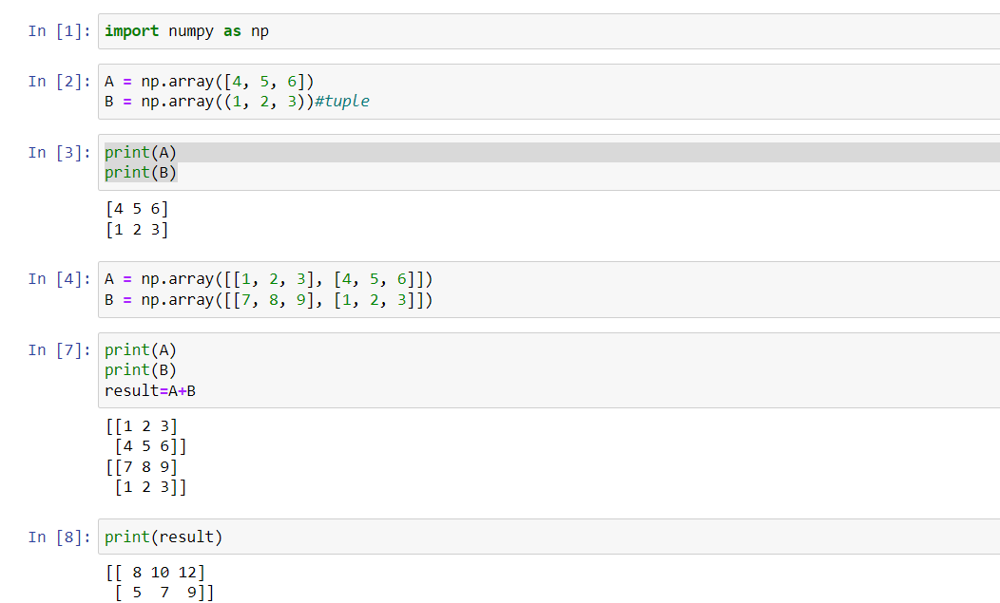 In [1]: import numpy as np
In [2]: A = np.array([4, 5, 6])
B = np.array((1, 2, 3))#tuple
In [3]: print(A)
print(B)
[4 5 6]
[1 2 3]
In [4]: A = np.array([[1, 2, 3], [4, 5, 6]])
B = np.array([[7, 8, 9], [1, 2, 3]])
In [7]: print(A)
print(B)
result=A+B
[[1 2 3]
 [4 5 6]]
[[7 8 9]
 [1 2 3]]
In [8]: print(result)
[[ 8 10 12]
 [ 5  7  9]]